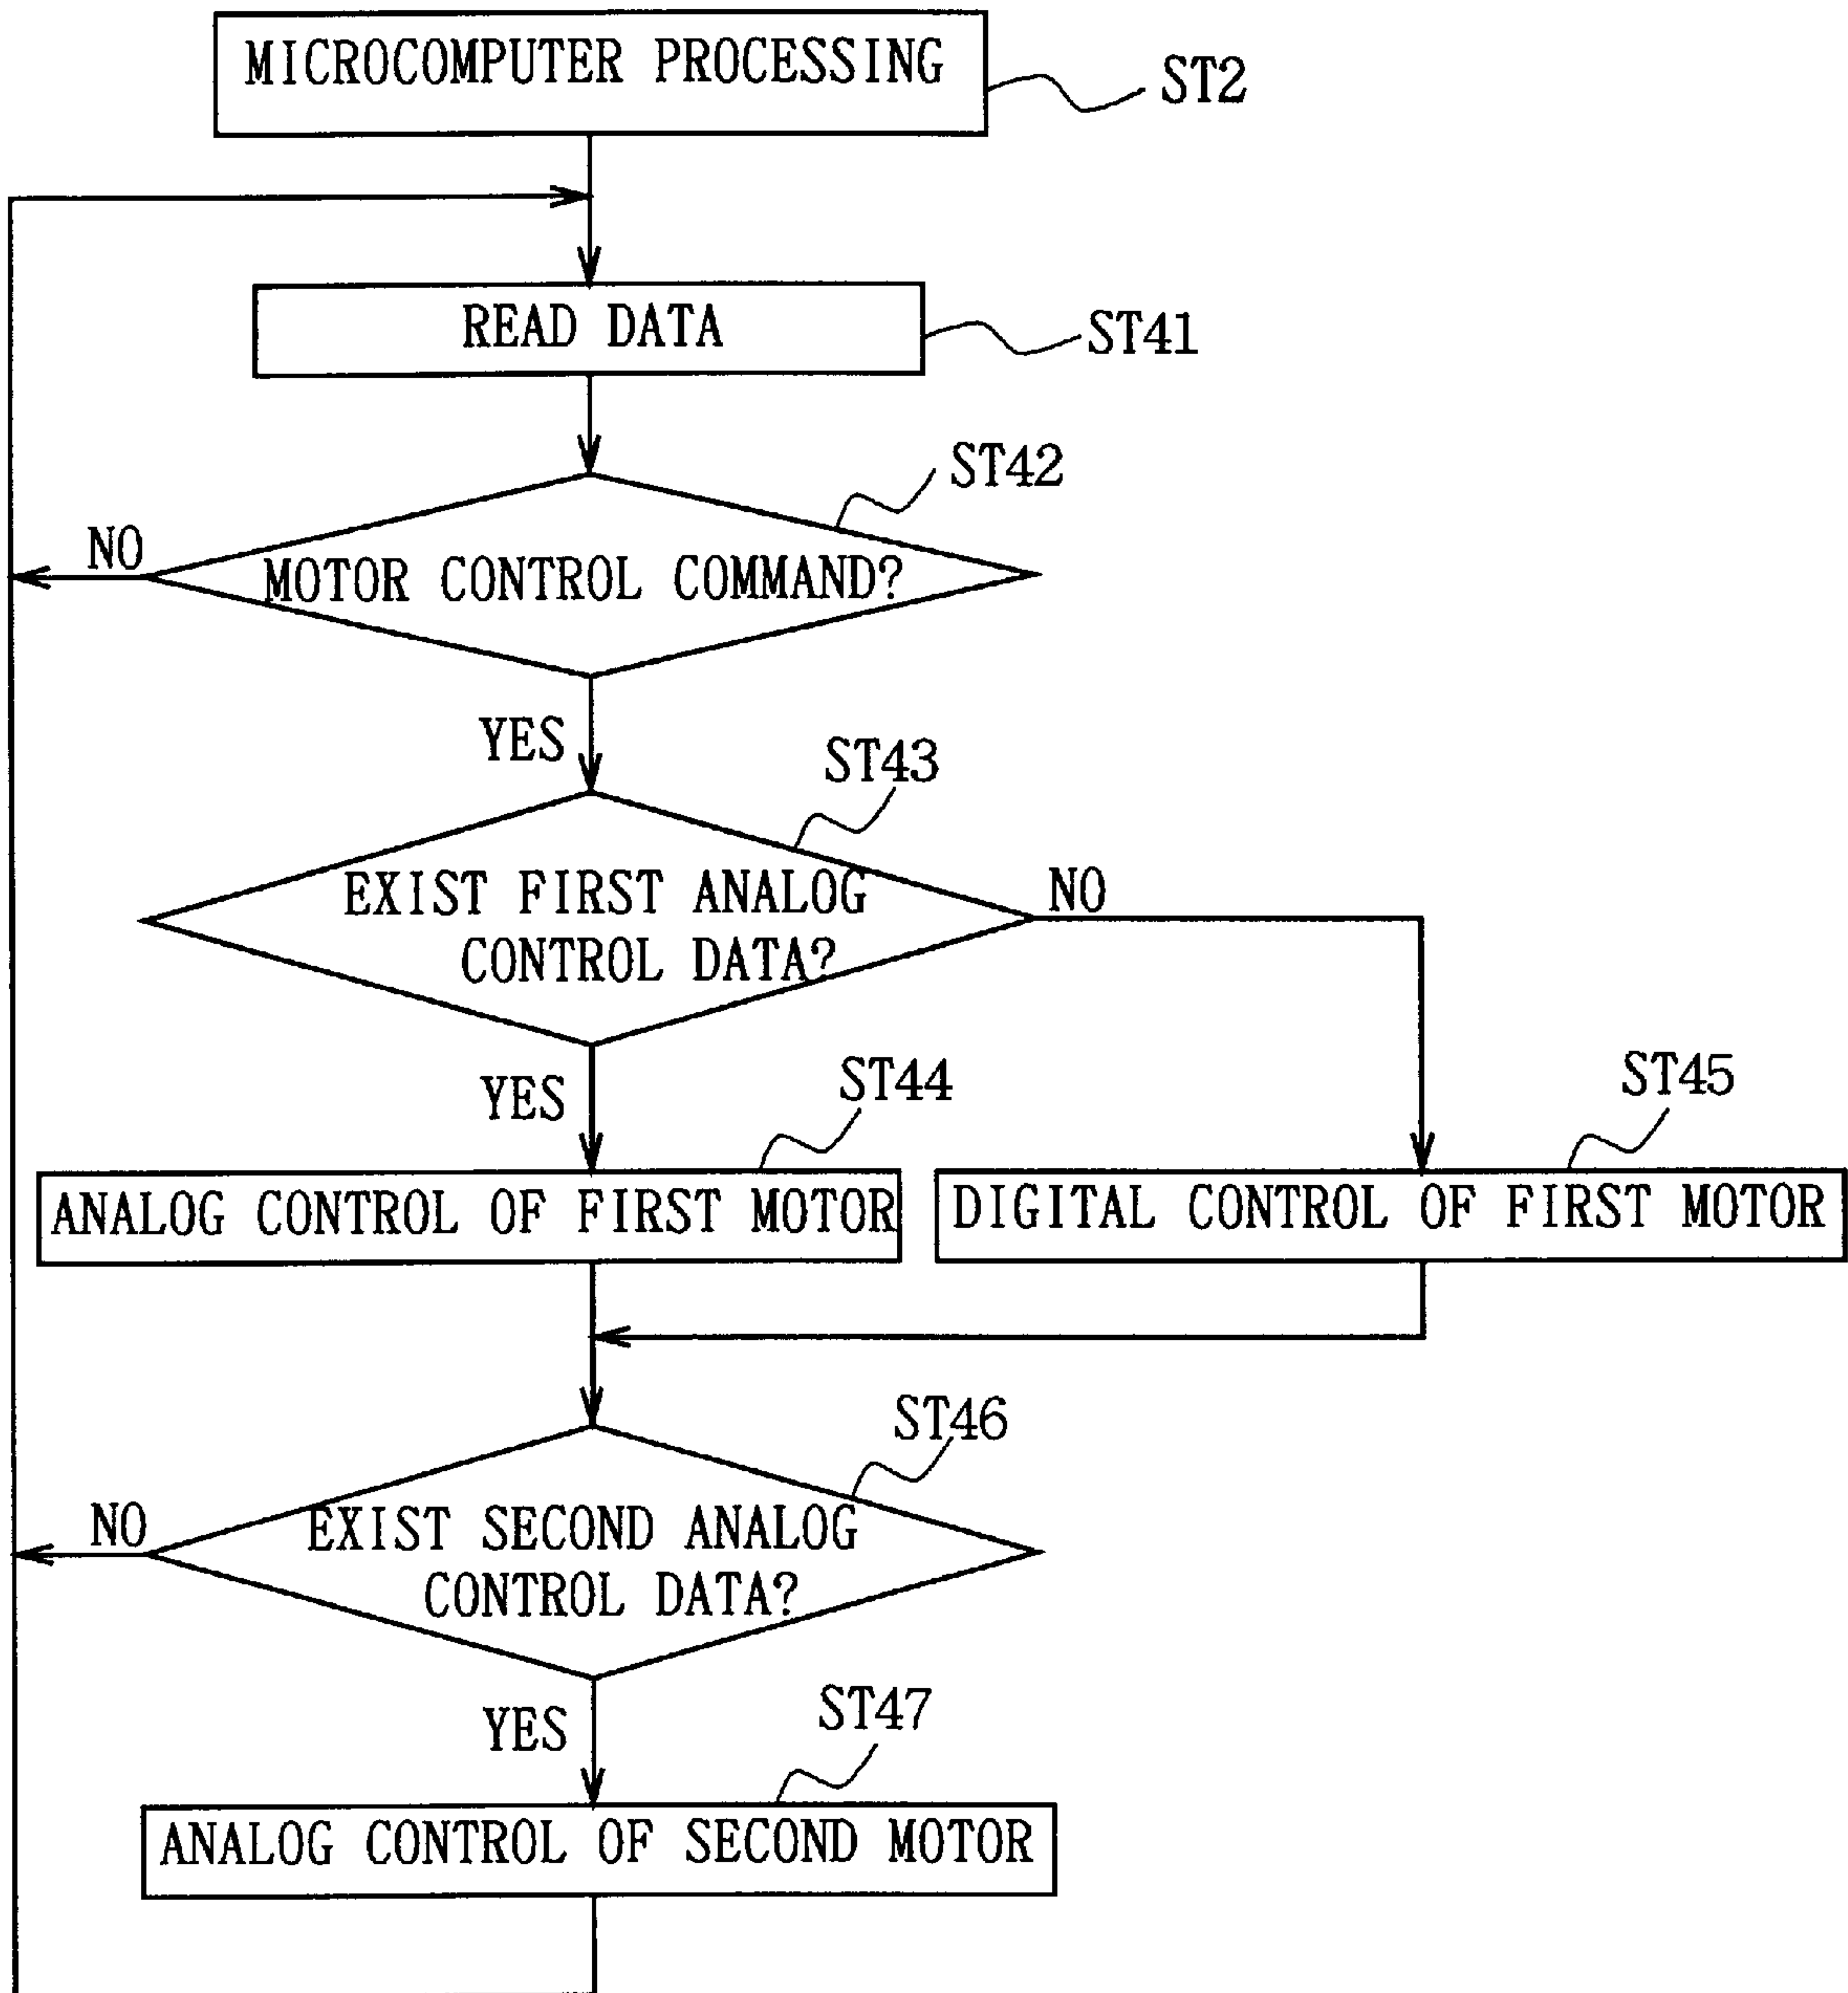 MICROCOMPUTER PROCESSING
ST2
READ DATA
ST41
ST42
NO
MOTOR CONTROL COMMAND?
YES
ST43
EXIST FIRST ANALOG
CONTROL DATA?
NO
YES
ST44
ST45
ANALOG CONTROL OF FIRST MOTOR
DIGITAL CONTROL OF FIRST MOTOR
ST46
NO
EXIST SECOND ANALOG
CONTROL DATA?
YES
ST47
ANALOG CONTROL OF SECOND MOTOR